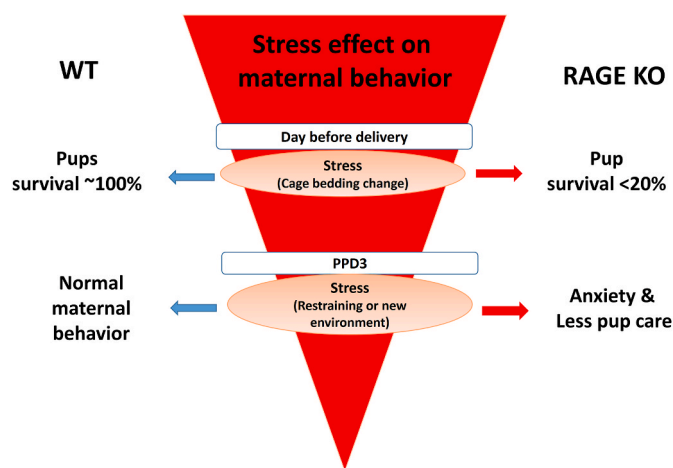 Stress effect on
maternal behavior
WT
RAGE KO
Day before delivery
Pups
survival ~100%
Stress
(Cage bedding change)
Pup
survival <20%
PPD3
Normal
maternal
behavior
Stress
(Restraining or new
environment)
Anxiety &
Less pup care